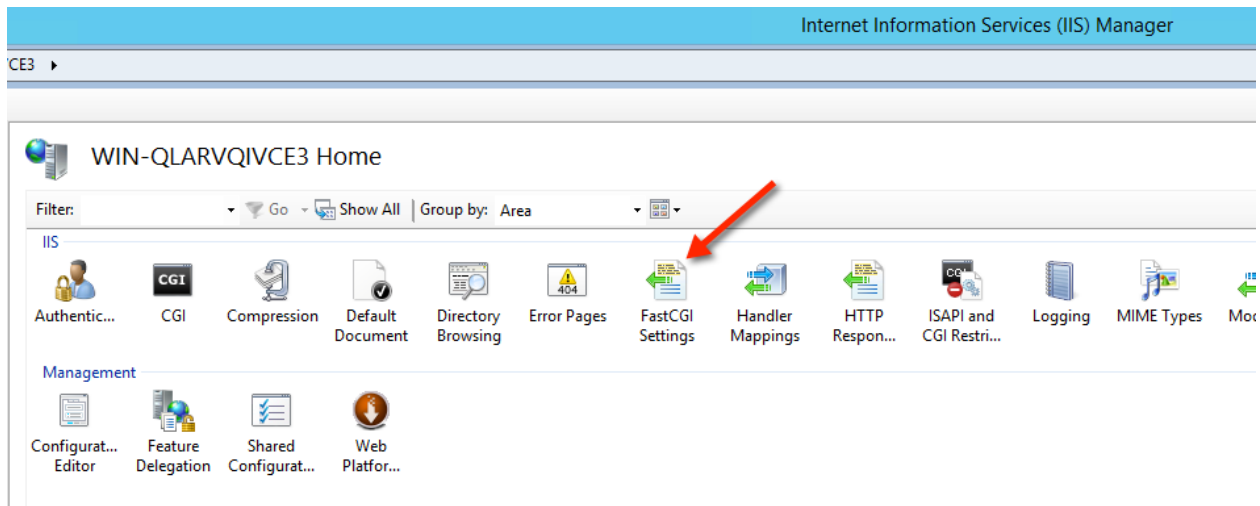 Internet Information Services (IIS) Manager
CE3
WIN-QLARVQIVCE3 Home
Filter: Go Show All Group by: Area
IIS
CGI 404 CGI
Authentic... CGI Compression Default Directory Error Pages FastCGI Handler HTTP ISAPI and Logging MIME Types Moc
Document Browsing Settings Mappings Respon... CGI Restri...
Management
Configurat... Feature Shared Web
Editor Delegation Configurat... Platfor...